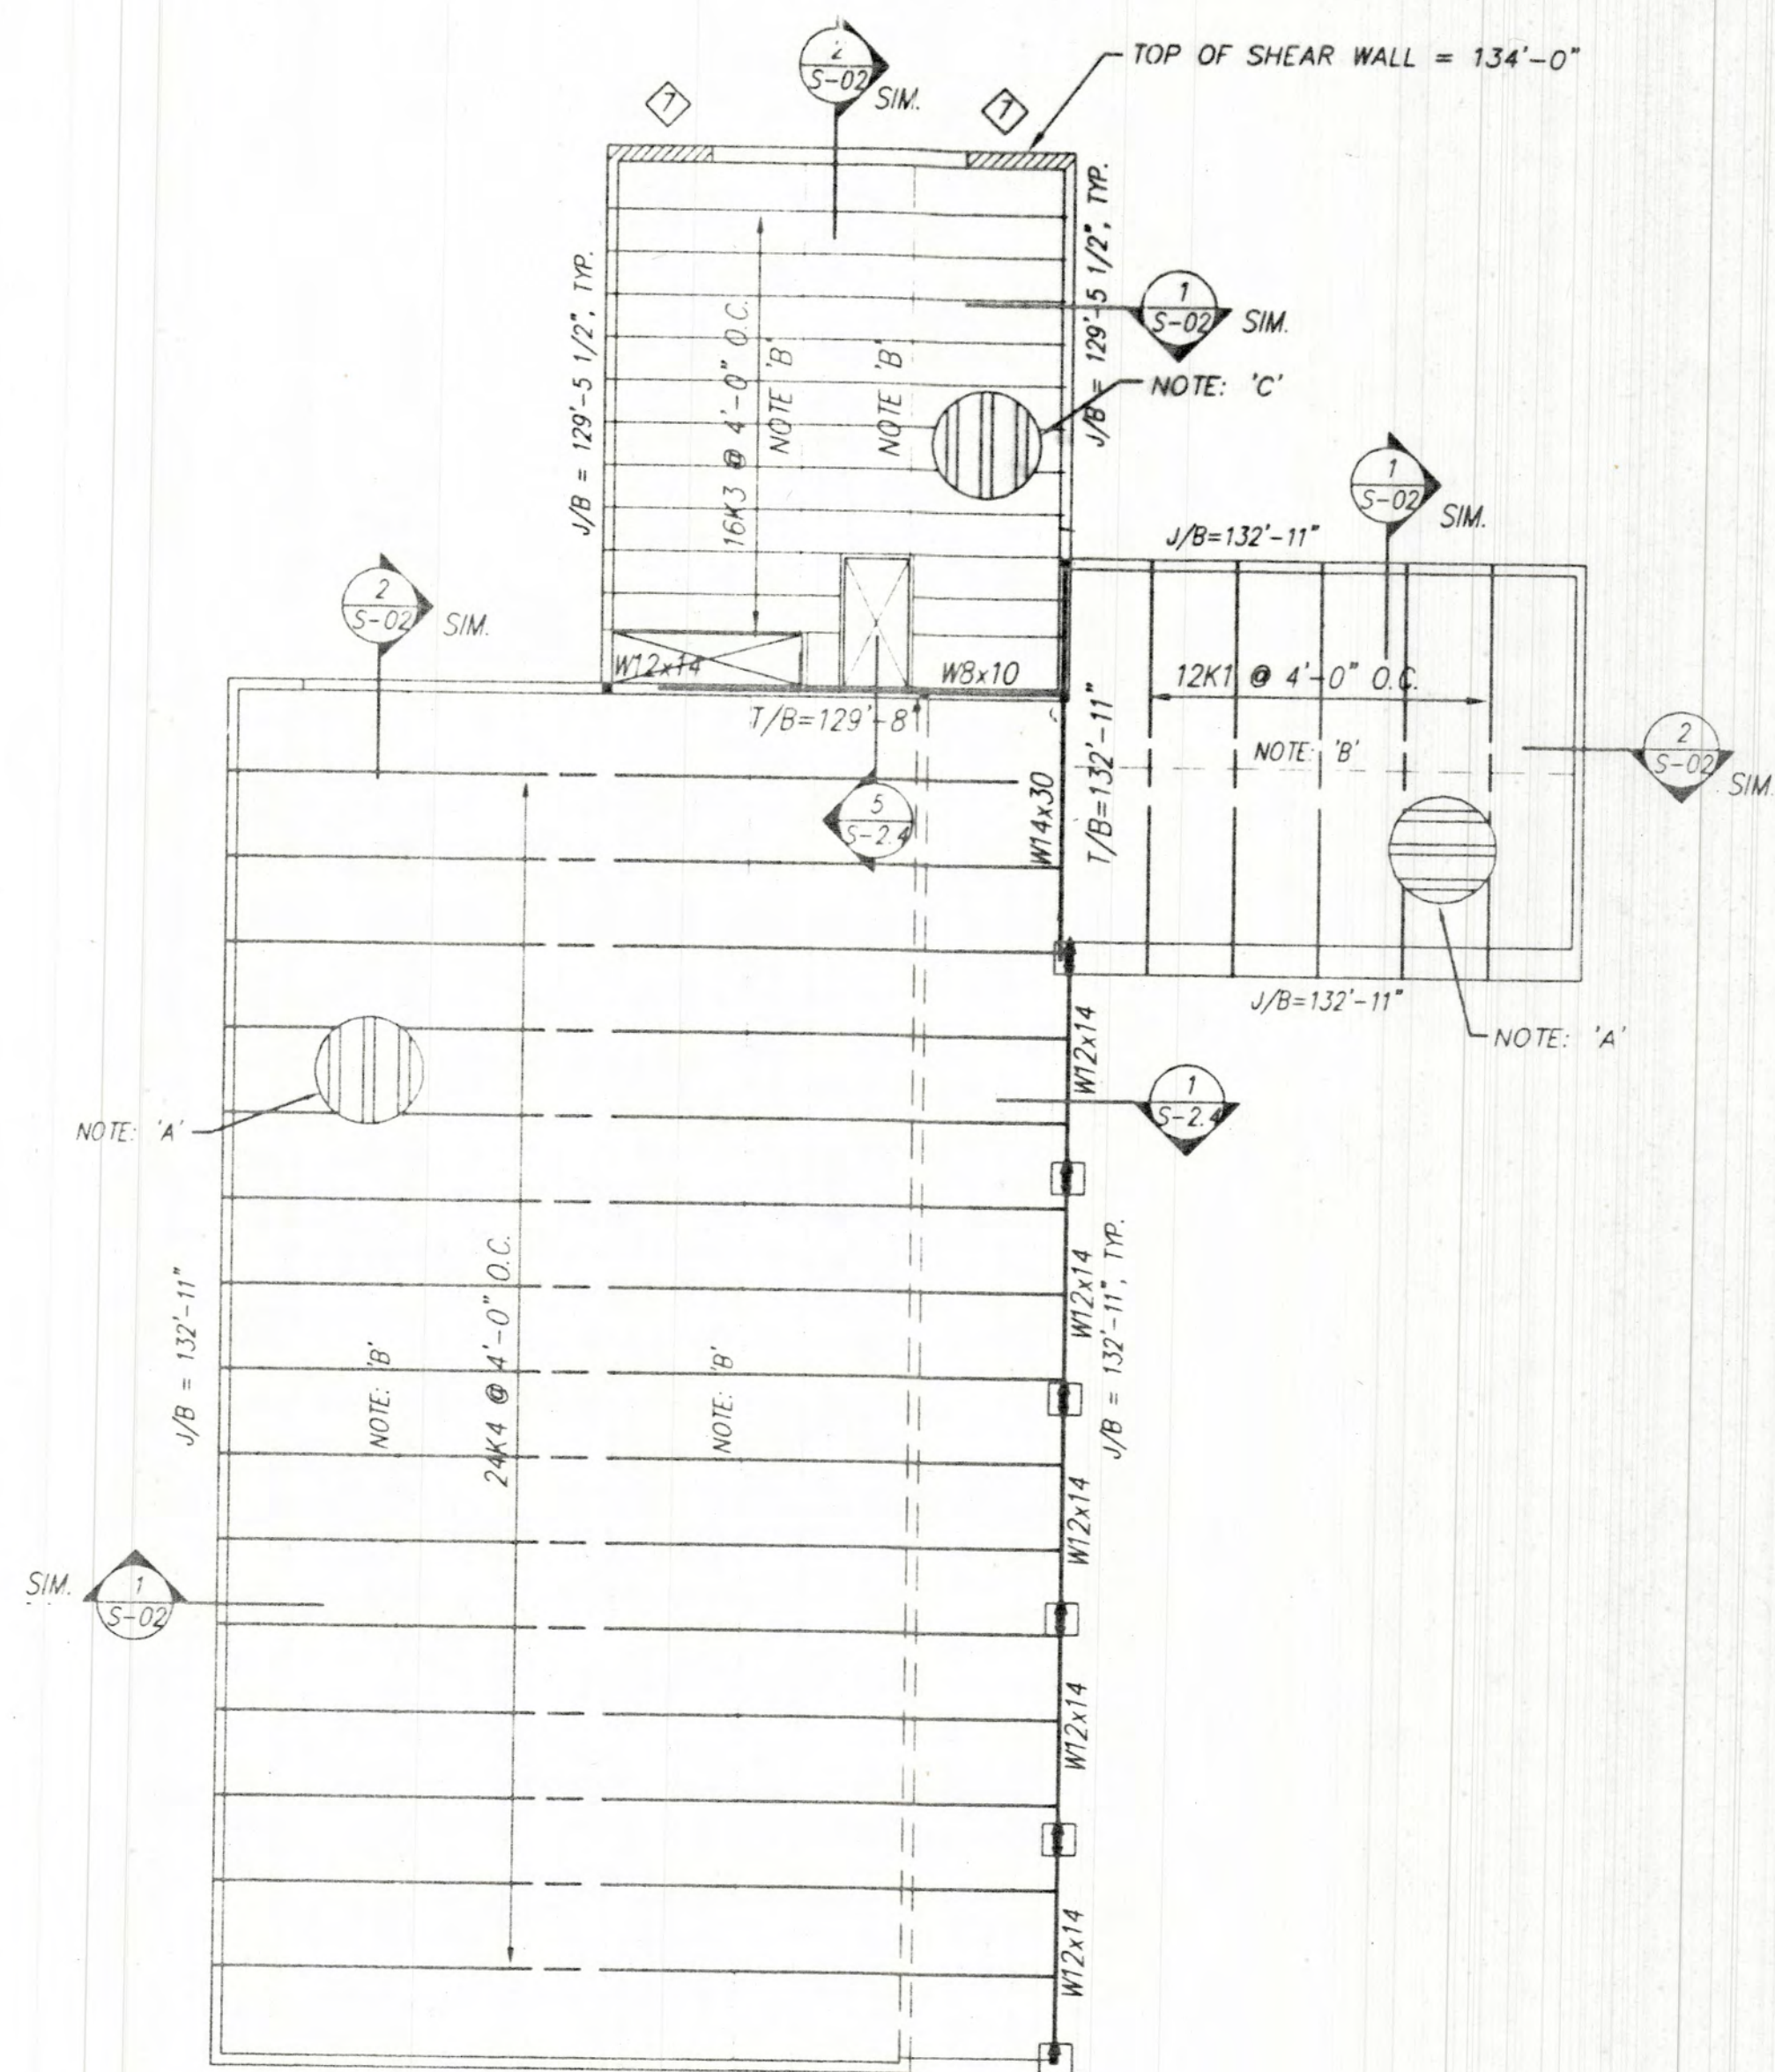 2
S-02
SIM.
TOP OF SHEAR WALL = 134'-0"
7
7
J/B = 129'-5 1/2", TYP.
J/B = 129'-5 1/2", TYP.
16K3 @ 4'-0" O.C.
NOTE 'B'
NOTE 'B'
1
S-02
SIM.
NOTE: 'C'
1
S-02
SIM.
J/B=132'-11"
2
S-02
SIM.
W12x14
W8x10
T/B=129'-8"
12K1 @ 4'-0" O.C.
NOTE: 'B'
2
S-02
SIM.
W14x30
T/B=132'-11"
5
S-2.4
J/B=132'-11"
NOTE: 'A'
W12x14
1
S-2.4
NOTE: 'A'
W12x14
J/B = 132'-11", TYP.
J/B = 132'-11"
NOTE: 'B'
24K4 @ 4'-0" O.C.
NOTE: 'B'
W12x14
SIM.
1
S-02
W12x14
W12x14